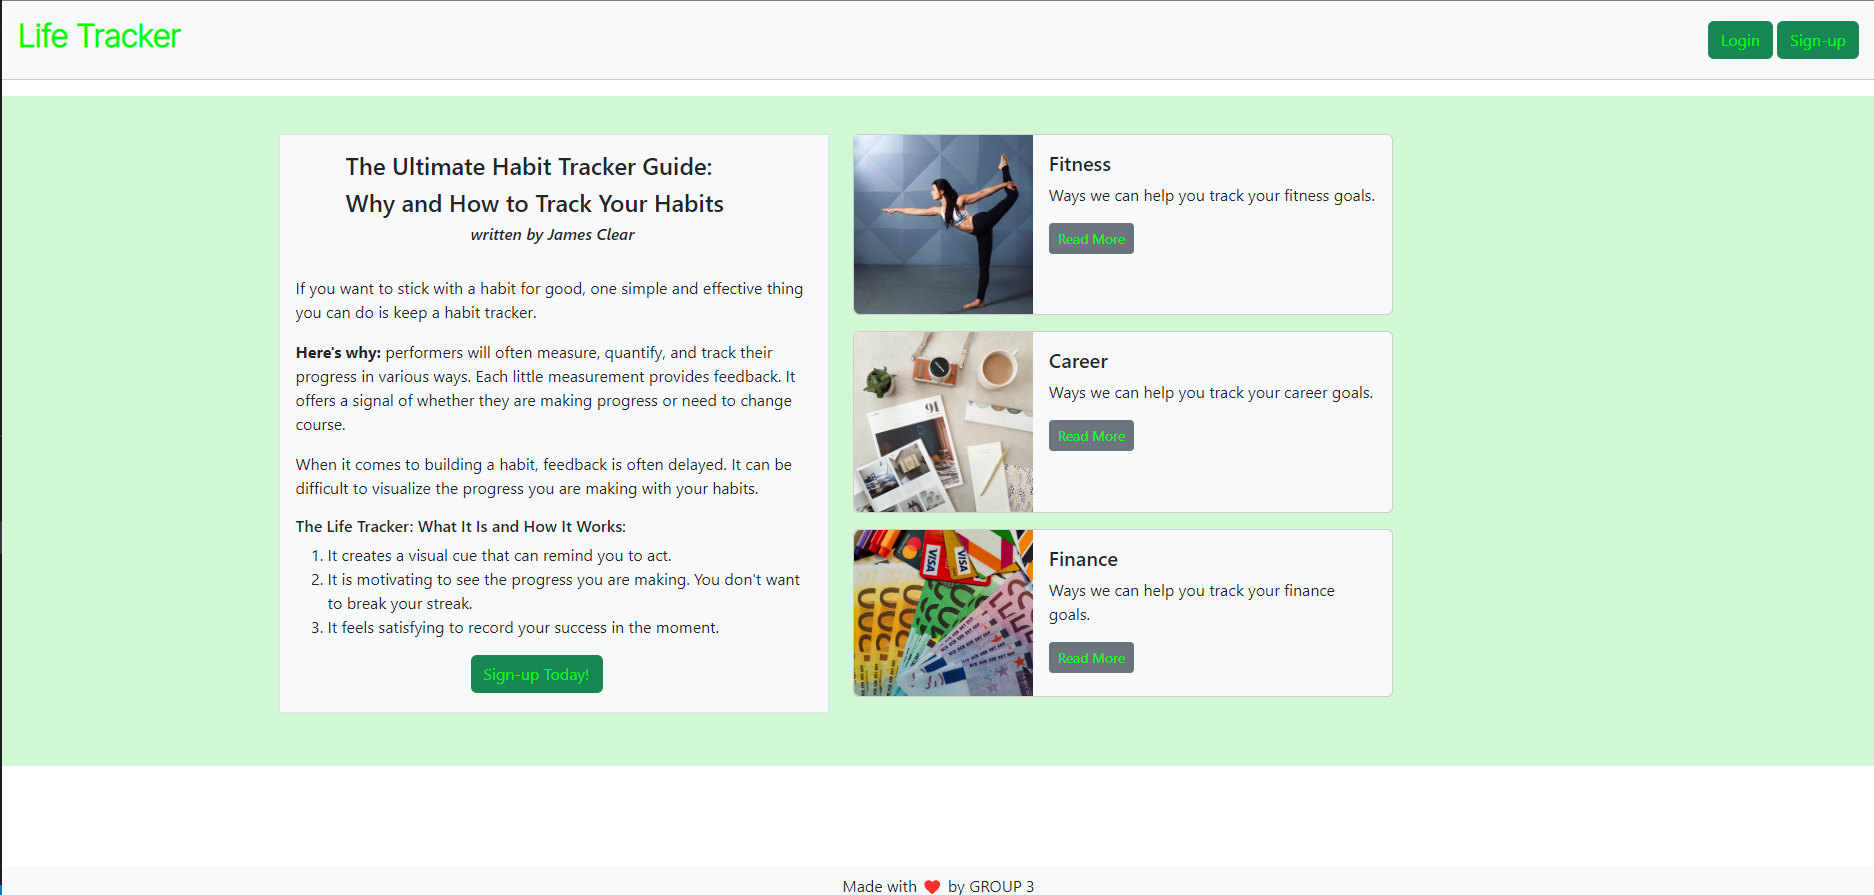 Life Tracker
Login
Sign-up
The Ultimate Habit Tracker Guide:
Why and How to Track Your Habits
written by James Clear
If you want to stick with a habit for good, one simple and effective thing
you can do is keep a habit tracker.
Here's why: performers will often measure, quantify, and track their
progress in various ways. Each little measurement provides feedback. It
offers a signal of whether they are making progress or need to change
course.
When it comes to building a habit, feedback is often delayed. It can be
difficult to visualize the progress you are making with your habits.
The Life Tracker: What It Is and How It Works:
1. It creates a visual cue that can remind you to act.
2. It is motivating to see the progress you are making. You don't want
to break your streak.
3. It feels satisfying to record your success in the moment.
Sign-up Today!
Fitness
Ways we can help you track your fitness goals.
Read More
91
Career
Ways we can help you track your career goals.
Read More
VISA
VISA
Finance
Ways we can help you track your finance
goals.
Read More
Made with ❤️ by GROUP 3